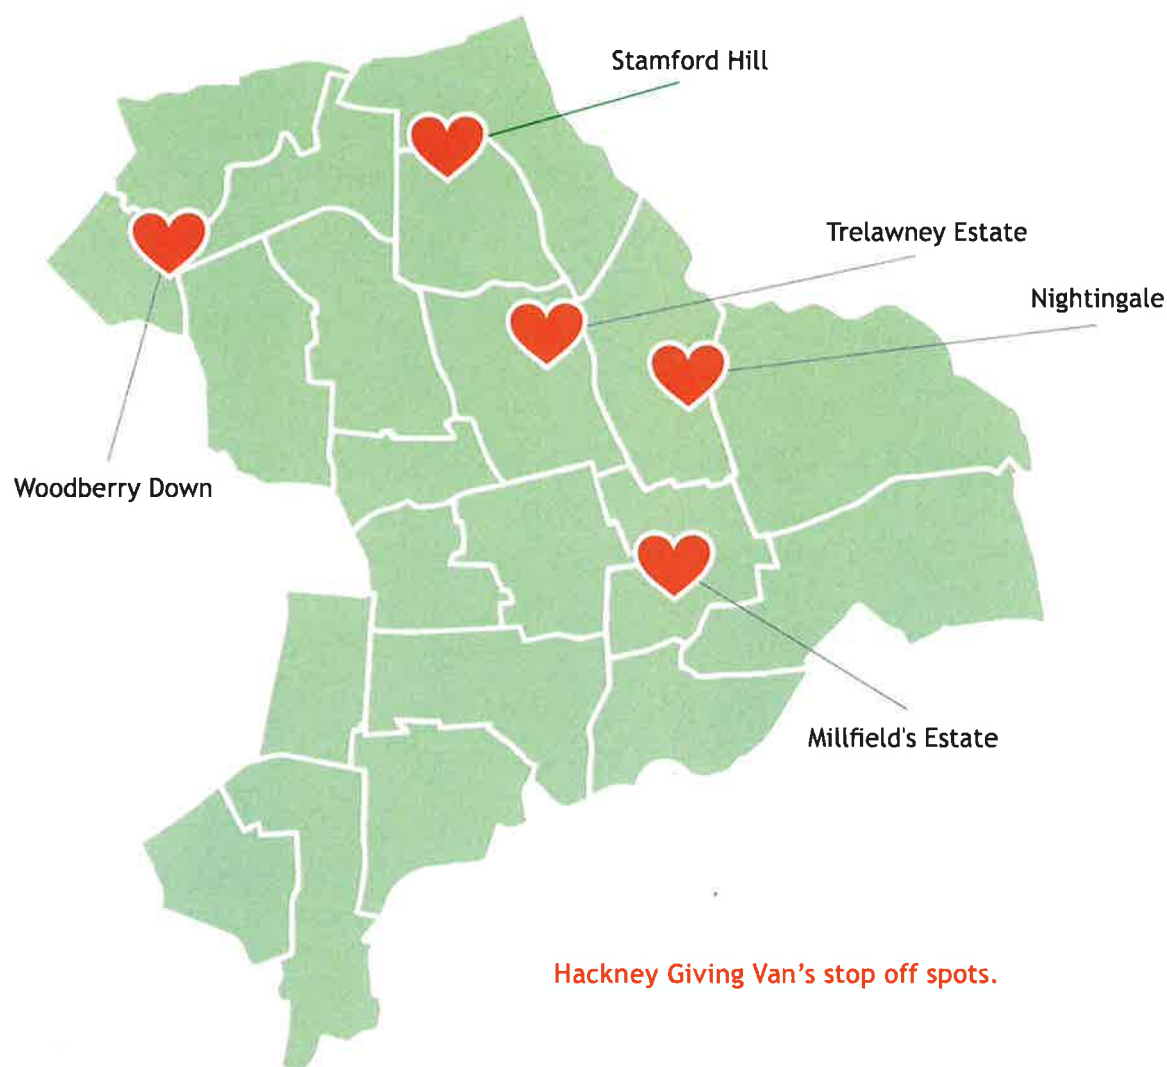 Stamford Hill
Trelawney Estate
Nightingale
Woodberry Down
Millfield's Estate
Hackney Giving Van's stop off spots.